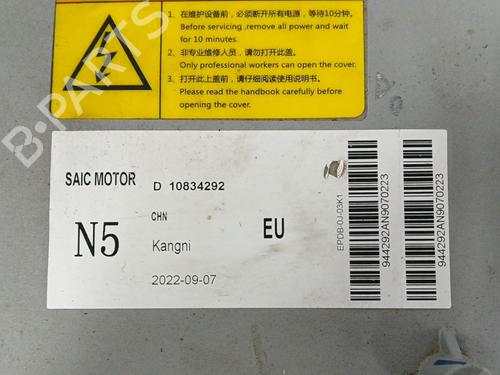 1.在维护设备前,必须断开所有电源,等待10分钟。
Before servicing ,remove all power and wait
for 10 minutes.
2.非专业维修人员,请勿打开此盖。
Only professional workers can open the cover.
3.打开此上盖前,请仔细阅读使用说明书。
Please read the handbook carefully before
opening the cover.
B-PARTS
SAIC MOTOR
D 10834292
N5
CHN
EU
Kangni
2022-09-07
EPDB-0J-03K1
944292AN9070223
944292AN9070223